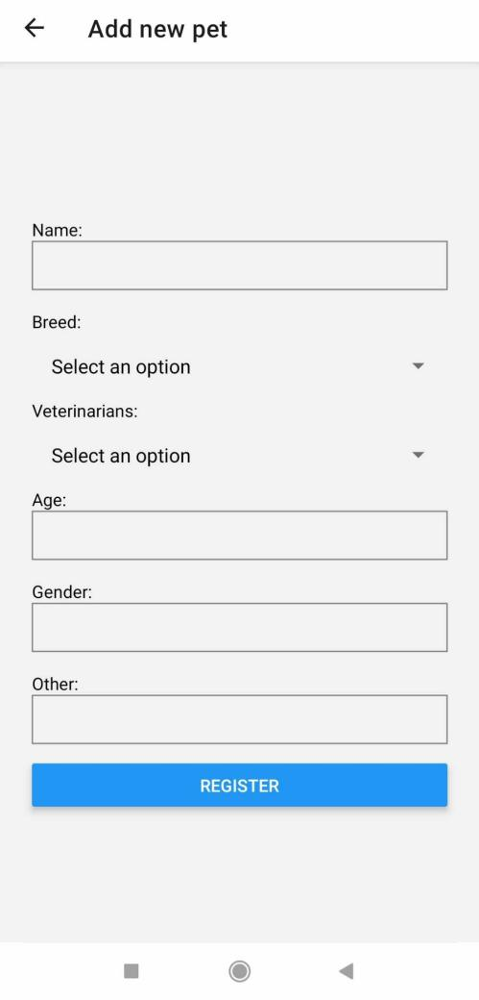 Add new pet
Name:
Breed:
Select an option
Veterinarians:
Select an option
Age:
Gender:
Other:
REGISTER